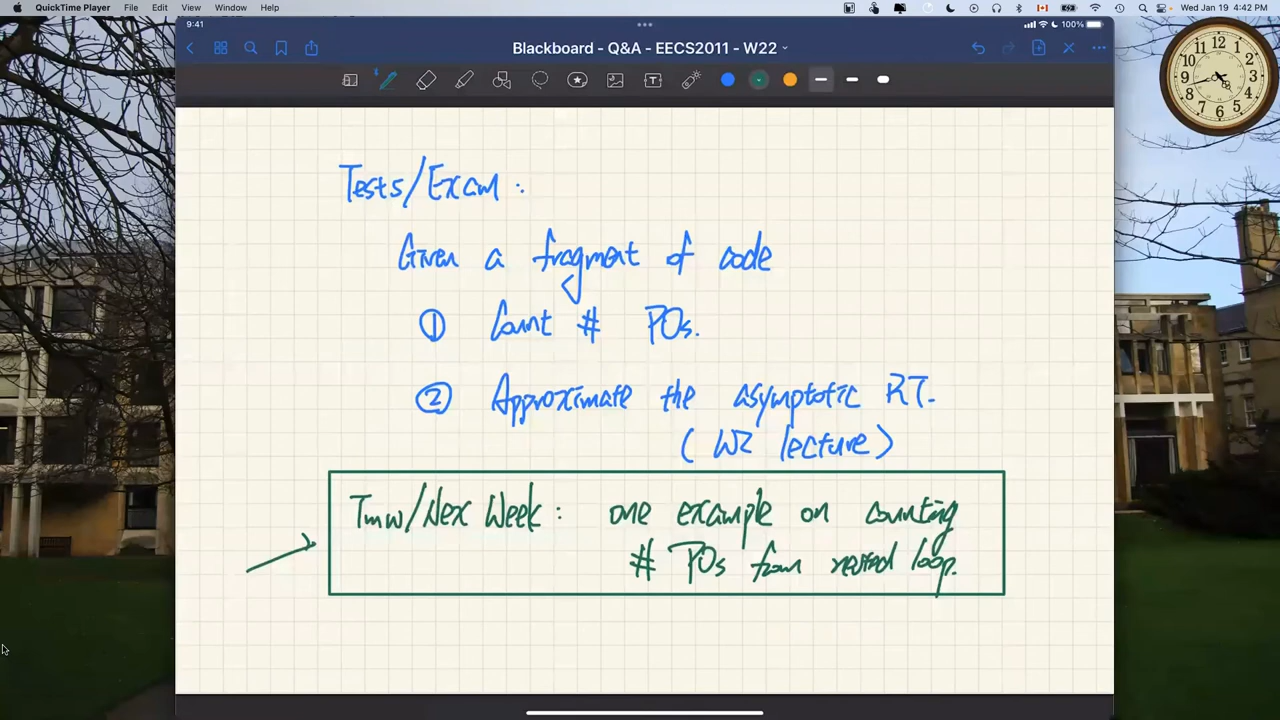 QuickTime Player File Edit View Window Help Wed Jan 19 4:42 PM
9:41 100%
Blackboard - Q&A - EECS2011 - W22
Tests/Exam :
Given a fragment of code
① Count # POs.
② Approximate the asymptotic RT.
( W2 lecture )
Tmw/Nex Week : one example on counting
# POs from nested loop.